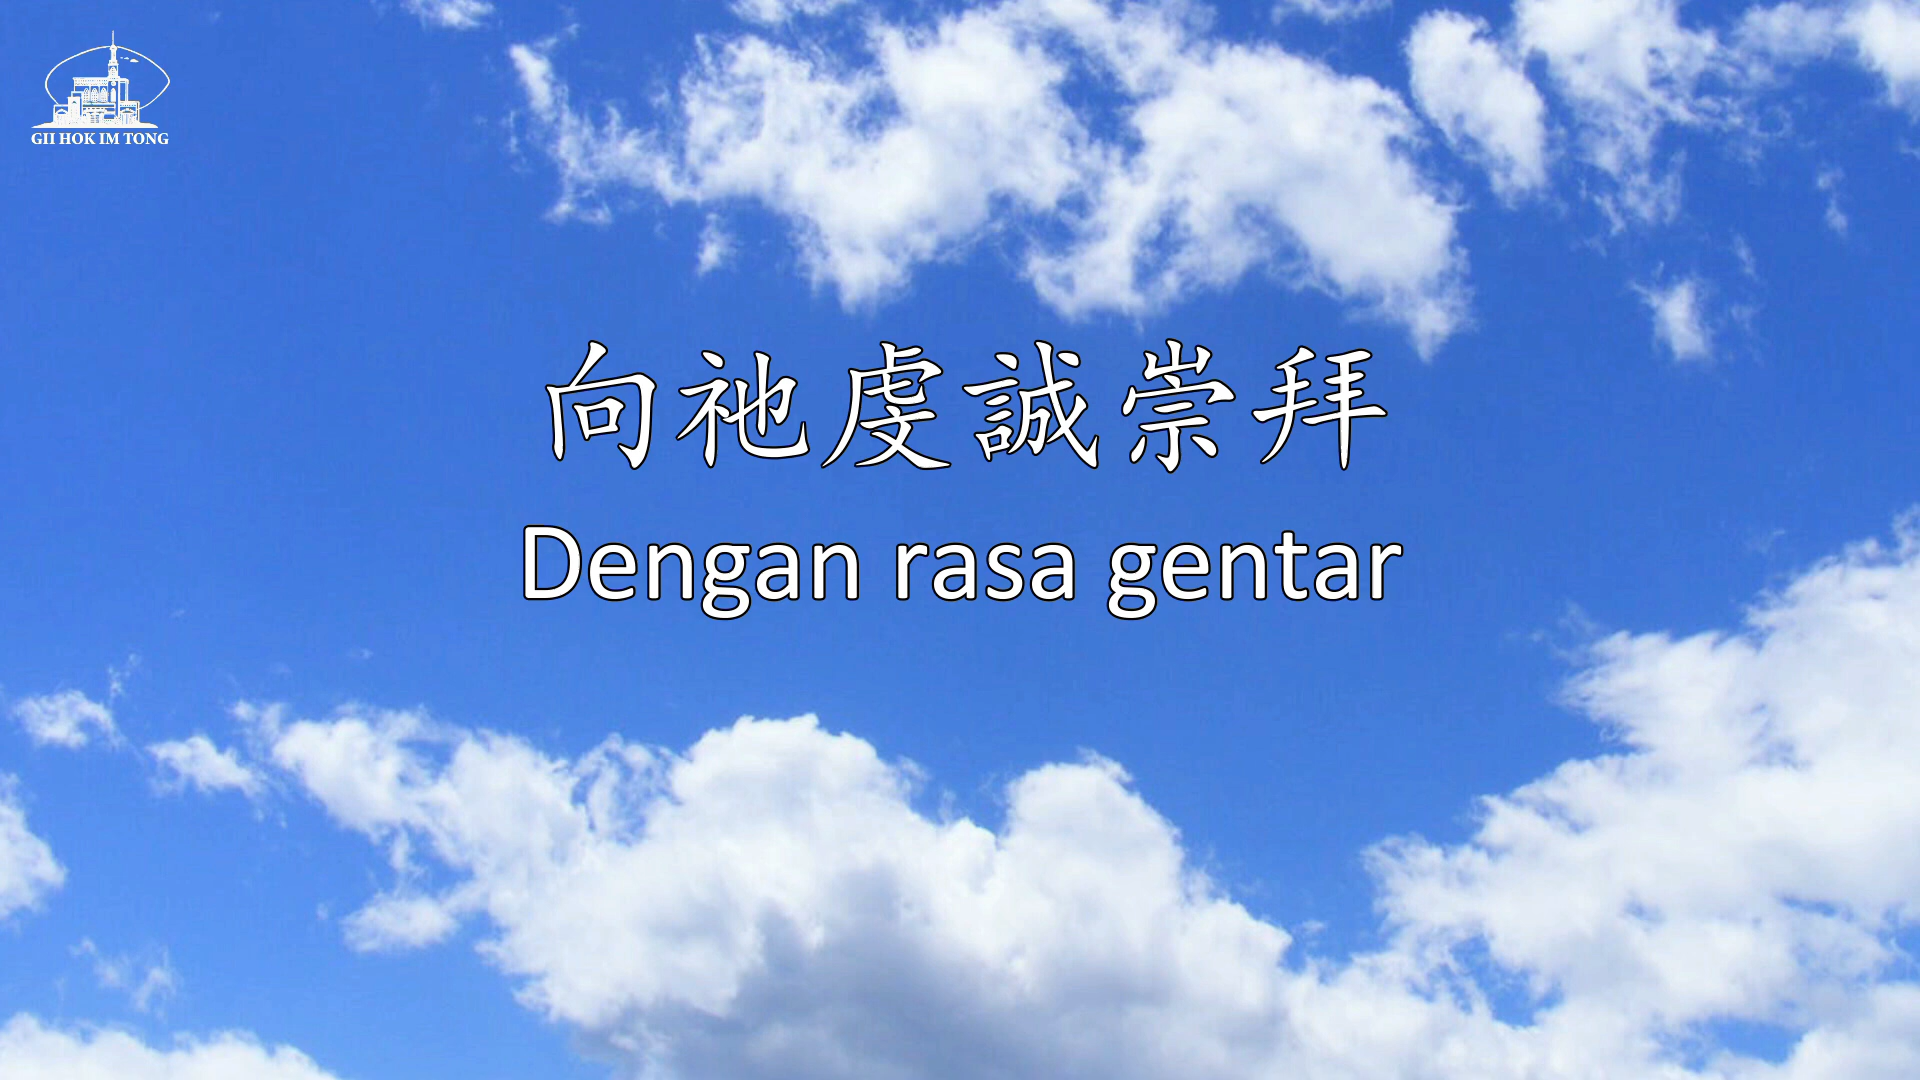 GII HOK IM TONG
向祂虔誠崇拜
Dengan rasa gentar